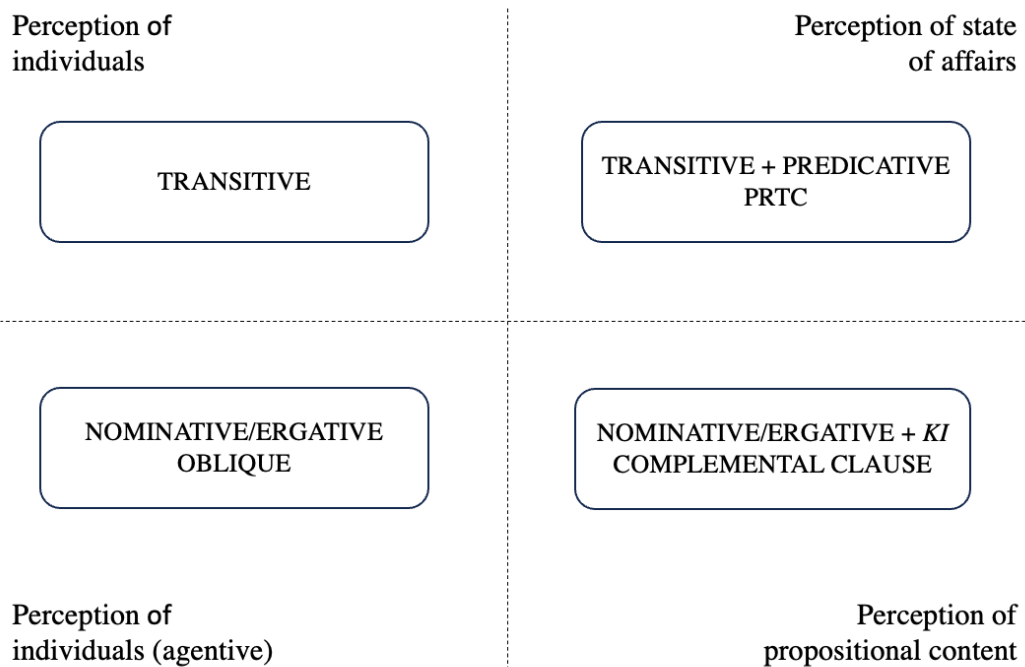 Perception of
individuals
Perception of state
of affairs
TRANSITIVE
TRANSITIVE + PREDICATIVE
PRTC
NOMINATIVE/ERGATIVE
OBLIQUE
NOMINATIVE/ERGATIVE + KI
COMPLEMENTAL CLAUSE
Perception of
individuals (agentive)
Perception of
propositional content